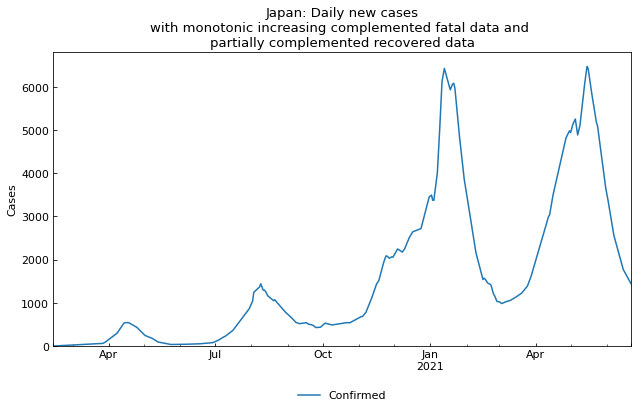 Japan: Daily new cases
with monotonic increasing complemented fatal data and
partially complemented recovered data
6000
5000
4000
3000
2000
1000
0
Cases
Apr
Jul
Oct
Jan
2021
Apr
Confirmed